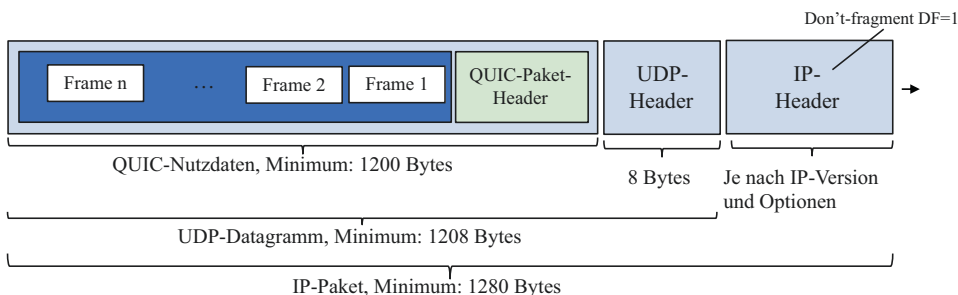 Don't-fragment DF=1
Frame n
…
Frame 2
Frame 1
QUIC-Paket-
Header
UDP-
Header
IP-
Header
QUIC-Nutzdaten, Minimum: 1200 Bytes
8 Bytes
Je nach IP-Version
und Optionen
UDP-Datagramm, Minimum: 1208 Bytes
IP-Paket, Minimum: 1280 Bytes